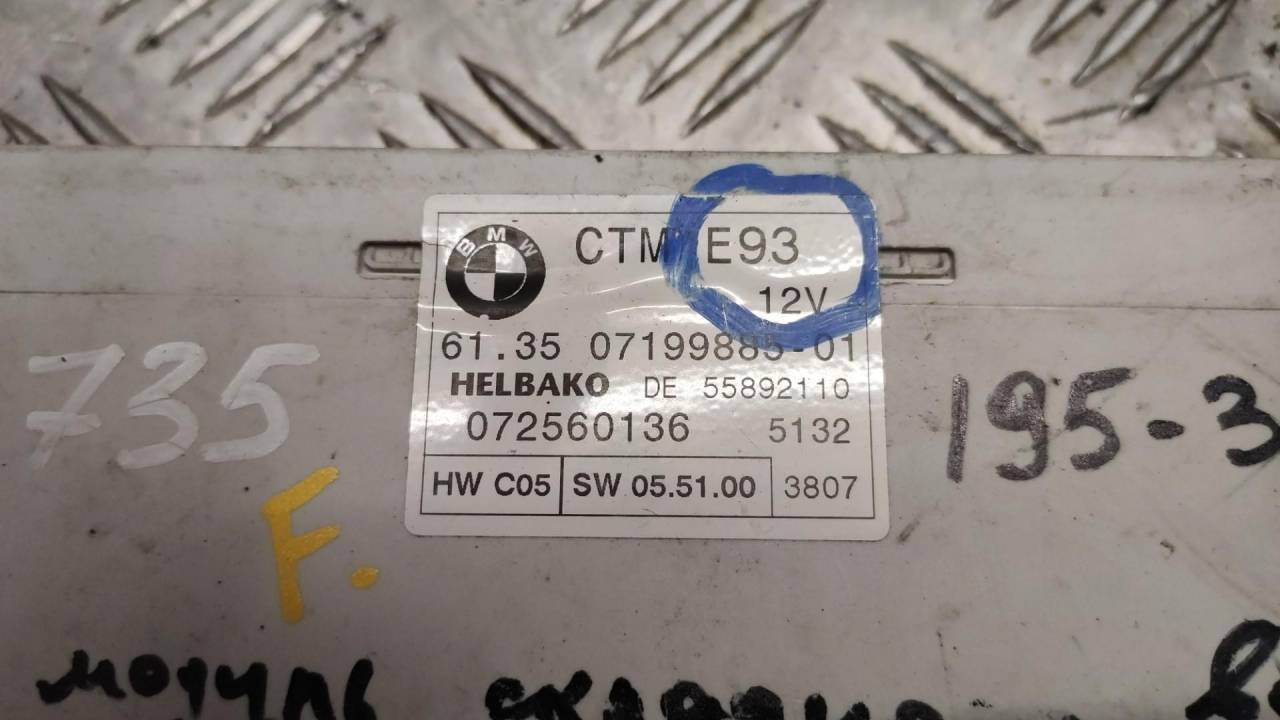 BMW
CTM E93
12V
61.35 07199885-01
HELBAKO DE 55892110
072560136 5132
HW C05 SW 05.51.00 3807
735
195-3
F.
модуль